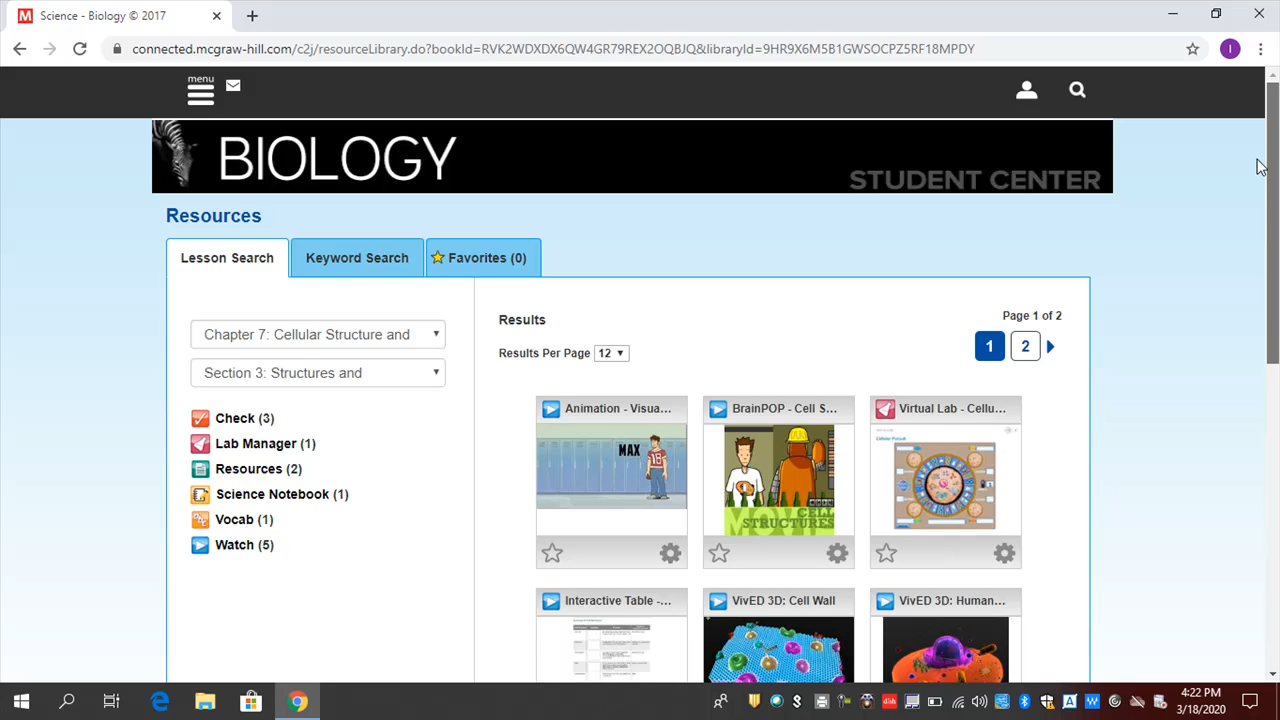 Science - Biology © 2017
connected.mcgraw-hill.com/c2j/resourceLibrary.do?bookId=RVK2WDXDX6QW4GR79REX2OQBJQ&libraryId=9HR9X6M5B1GWSOCPZ5RF18MPDY
I
menu
BIOLOGY
STUDENT CENTER
Resources
Lesson Search
Keyword Search
Favorites (0)
Chapter 7: Cellular Structure and
Section 3: Structures and
Check (3)
Lab Manager (1)
Resources (2)
Science Notebook (1)
Vocab (1)
Watch (5)
Results
Page 1 of 2
Results Per Page 12
1 2
Animation - Visua...
BrainPOP - Cell S...
Virtual Lab - Cellu...
MAX
MOVIE
CELL
STRUCTURES
Interactive Table -...
VivED 3D: Cell Wall
VivED 3D: Human...
4:22 PM
3/18/2020